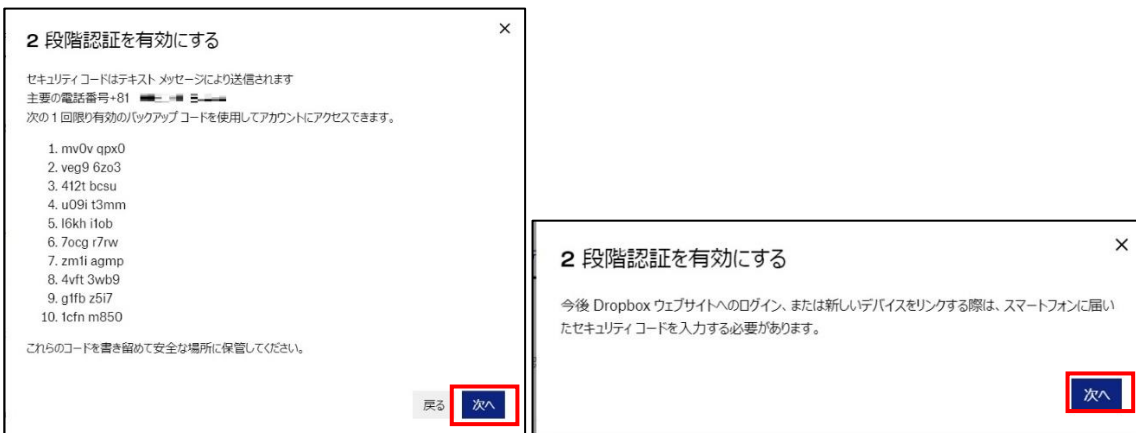 2 段階認証を有効にする
セキュリティ コードはテキスト メッセージにより送信されます
主要の電話番号+81
次の 1 回限り有効のバックアップ コードを使用してアカウントにアクセスできます。
1. mv0v qpx0
2. veg9 6zo3
3. 412t bcsu
4. u09i t3mm
5. l6kh i1ob
6. 7ocg r7rw
7. zm1i agmp
8. 4vft 3wb9
9. g1fb z5i7
10. 1cfn m850
これらのコードを書き留めて安全な場所に保管してください。
戻る 次へ
2 段階認証を有効にする
今後 Dropbox ウェブサイトへのログイン、または新しいデバイスをリンクする際は、スマートフォンに届い
たセキュリティ コードを入力する必要があります。
次へ